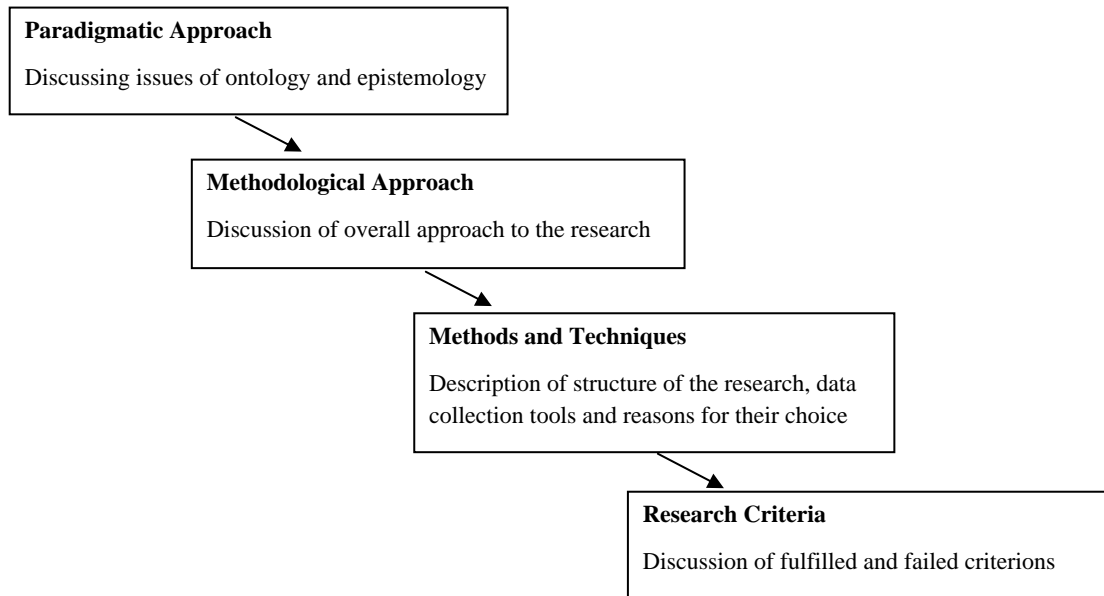 Paradigmatic Approach
Discussing issues of ontology and epistemology
Methodological Approach
Discussion of overall approach to the research
Methods and Techniques
Description of structure of the research, data
collection tools and reasons for their choice
Research Criteria
Discussion of fulfilled and failed criterions